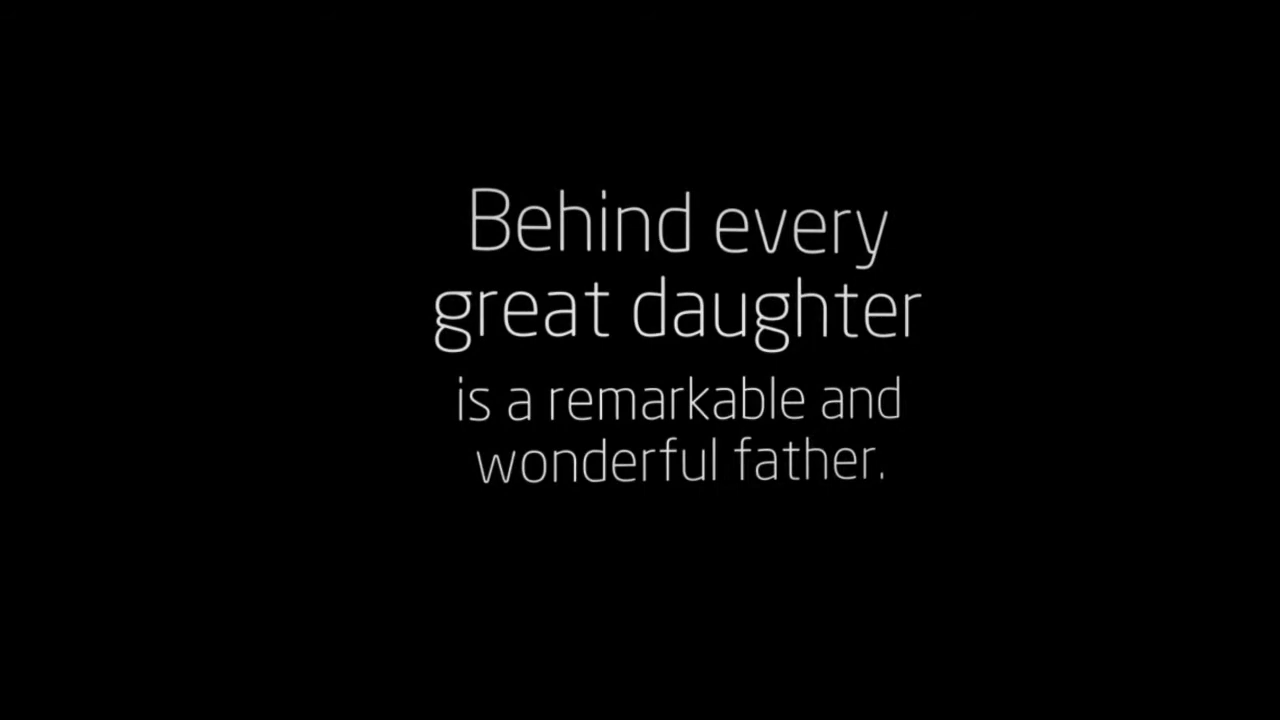 Behind every
great daughter
is a remarkable and
wonderful father.